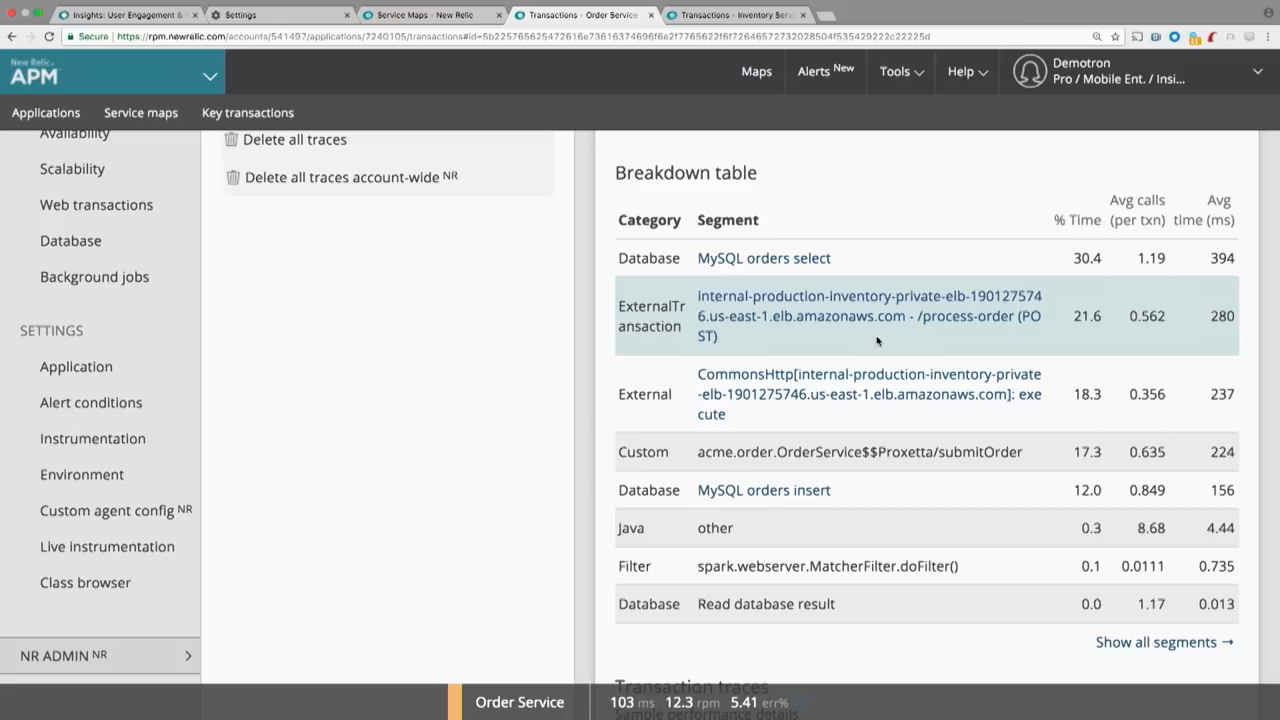 Insights: User Engagement &
Settings
Service Maps - New Relic
Transactions - Order Service
Transactions - Inventory Serv
Secure
https://rpm.newrelic.com/accounts/541497/applications/7240105/transactions#id=5b225765625472616e73616374696f6e2f7765622f6f72646572732028504f535429222c22225d
New Relic
APM
Maps
Alerts New
Tools
Help
Demotron
Pro / Mobile Ent. / Insi...
Applications
Service maps
Key transactions
Availability
Scalability
Web transactions
Database
Background jobs
SETTINGS
Application
Alert conditions
Instrumentation
Environment
Custom agent config NR
Live instrumentation
Class browser
NR ADMIN NR
Delete all traces
Delete all traces account-wide NR
Breakdown table
Category Segment % Time Avg calls (per txn) Avg time (ms)
Database MySQL orders select 30.4 1.19 394
ExternalTr
ansaction
internal-production-inventory-private-elb-190127574
6.us-east-1.elb.amazonaws.com - /process-order (PO
ST)
21.6 0.562 280
External
CommonsHttp[internal-production-inventory-private
-elb-1901275746.us-east-1.elb.amazonaws.com]: exe
cute
18.3 0.356 237
Custom acme.order.OrderService$$Proxetta/submitOrder 17.3 0.635 224
Database MySQL orders insert 12.0 0.849 156
Java other 0.3 8.68 4.44
Filter spark.webserver.MatcherFilter.doFilter() 0.1 0.0111 0.735
Database Read database result 0.0 1.17 0.013
Show all segments →
Transaction traces
Sample performance details
Order Service 103 ms 12.3 rpm 5.41 err%